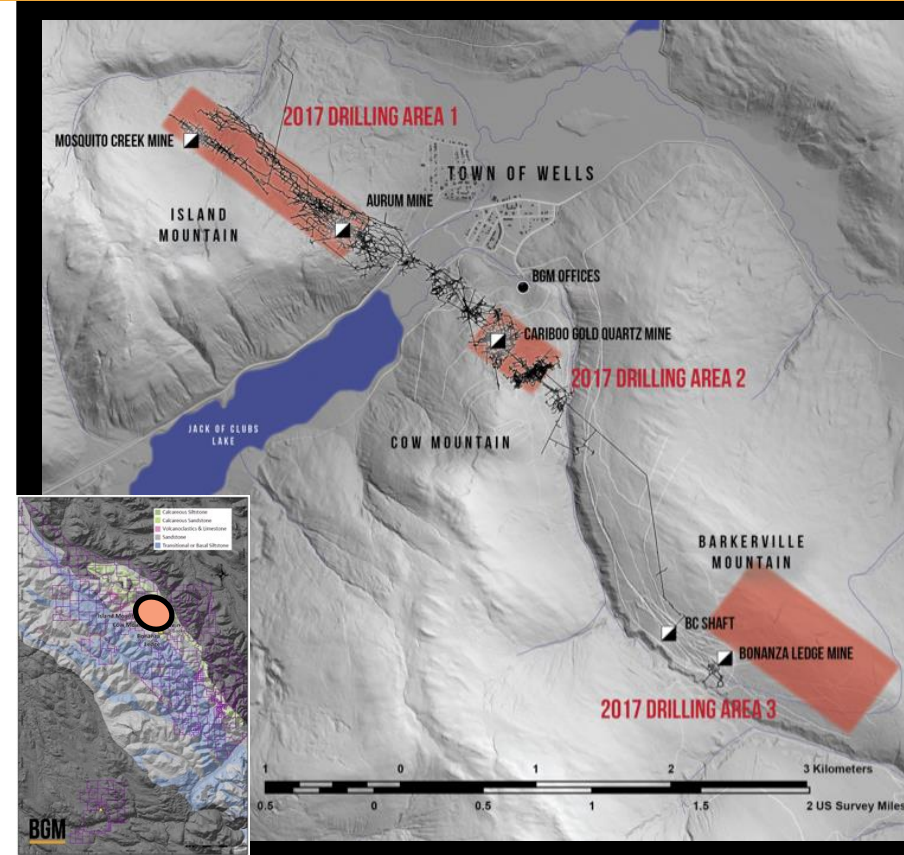 2017 DRILLING AREA 1
MOSQUITO CREEK MINE
TOWN OF WELLS
AURUM MINE
ISLAND
MOUNTAIN
BGM OFFICES
CARIBOO GOLD QUARTZ MINE
2017 DRILLING AREA 2
JACK OF CLUBS
LAKE
COW MOUNTAIN
BARKERVILLE
MOUNTAIN
BC SHAFT
BONANZA LEDGE MINE
2017 DRILLING AREA 3
1 0 1 2 3 Kilometers
0.5 0 0.5 1 1.5 2 US Survey Miles
Calcareous Siltstone
Calcareous Sandstone
Volcanoclastics & Limestone
Sandstone
Transitional or Basal Siltstone
BGM